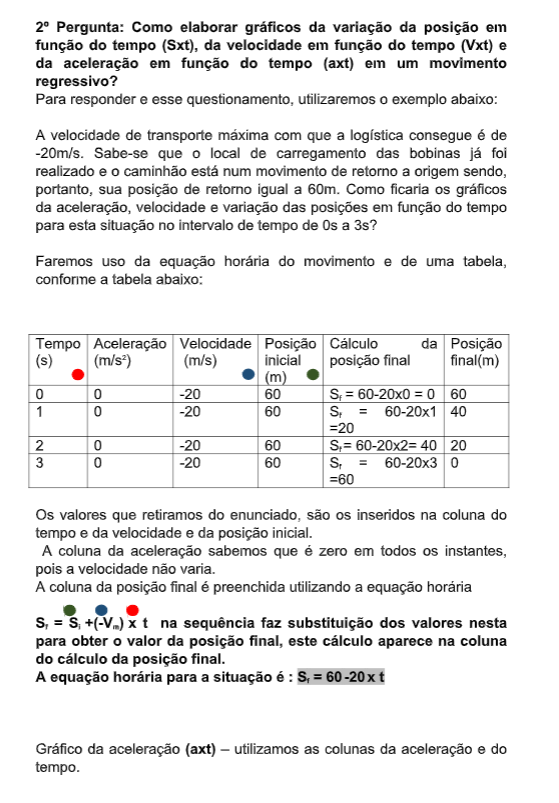 2º Pergunta: Como elaborar gráficos da variação da posição em
função do tempo (Sxt), da velocidade em função do tempo (Vxt) e
da aceleração em função do tempo (axt) em um movimento
regressivo?
Para responder e esse questionamento, utilizaremos o exemplo abaixo:
A velocidade de transporte máxima com que a logística consegue é de
-20m/s. Sabe-se que o local de carregamento das bobinas já foi
realizado e o caminhão está num movimento de retorno a origem sendo,
portanto, sua posição de retorno igual a 60m. Como ficaria os gráficos
da aceleração, velocidade e variação das posições em função do tempo
para esta situação no intervalo de tempo de 0s a 3s?
Faremos uso da equação horária do movimento e de uma tabela,
conforme a tabela abaixo:
Tempo (s) Aceleração (m/s²) Velocidade (m/s) Posição inicial (m) Cálculo da posição final Posição final(m)
0 0 -20 60 Sf = 60-20x0 = 0 60
1 0 -20 60 Sf = 60-20x1 =20 40
2 0 -20 60 Sf = 60-20x2= 40 20
3 0 -20 60 Sf = 60-20x3 =60 0
Os valores que retiramos do enunciado, são os inseridos na coluna do
tempo e da velocidade e da posição inicial.
A coluna da aceleração sabemos que é zero em todos os instantes,
pois a velocidade não varia.
A coluna da posição final é preenchida utilizando a equação horária
Sf = Si +(-Vm) x t na sequência faz substituição dos valores nesta
para obter o valor da posição final, este cálculo aparece na coluna
do cálculo da posição final.
A equação horária para a situação é : Sf = 60 -20 x t
Gráfico da aceleração (axt) – utilizamos as colunas da aceleração e do
tempo.